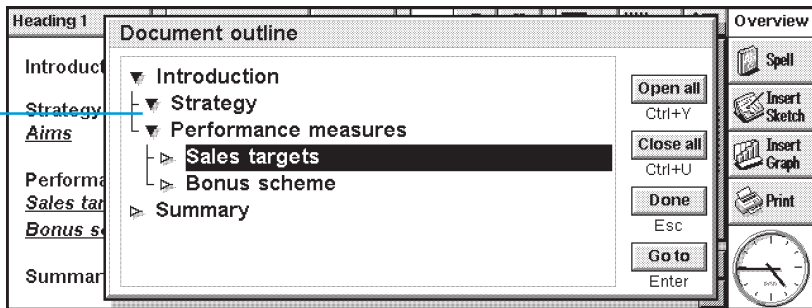 Heading 1
Document outline
Overview
Introduct
Strategy
Aims
Performa
Sales tar
Bonus s
Summar
Introduction
Strategy
Performance measures
Sales targets
Bonus scheme
Summary
Open all
Ctrl+Y
Close all
Ctrl+U
Done
Esc
Go to
Enter
Spell
Insert
Sketch
Insert
Graph
Print